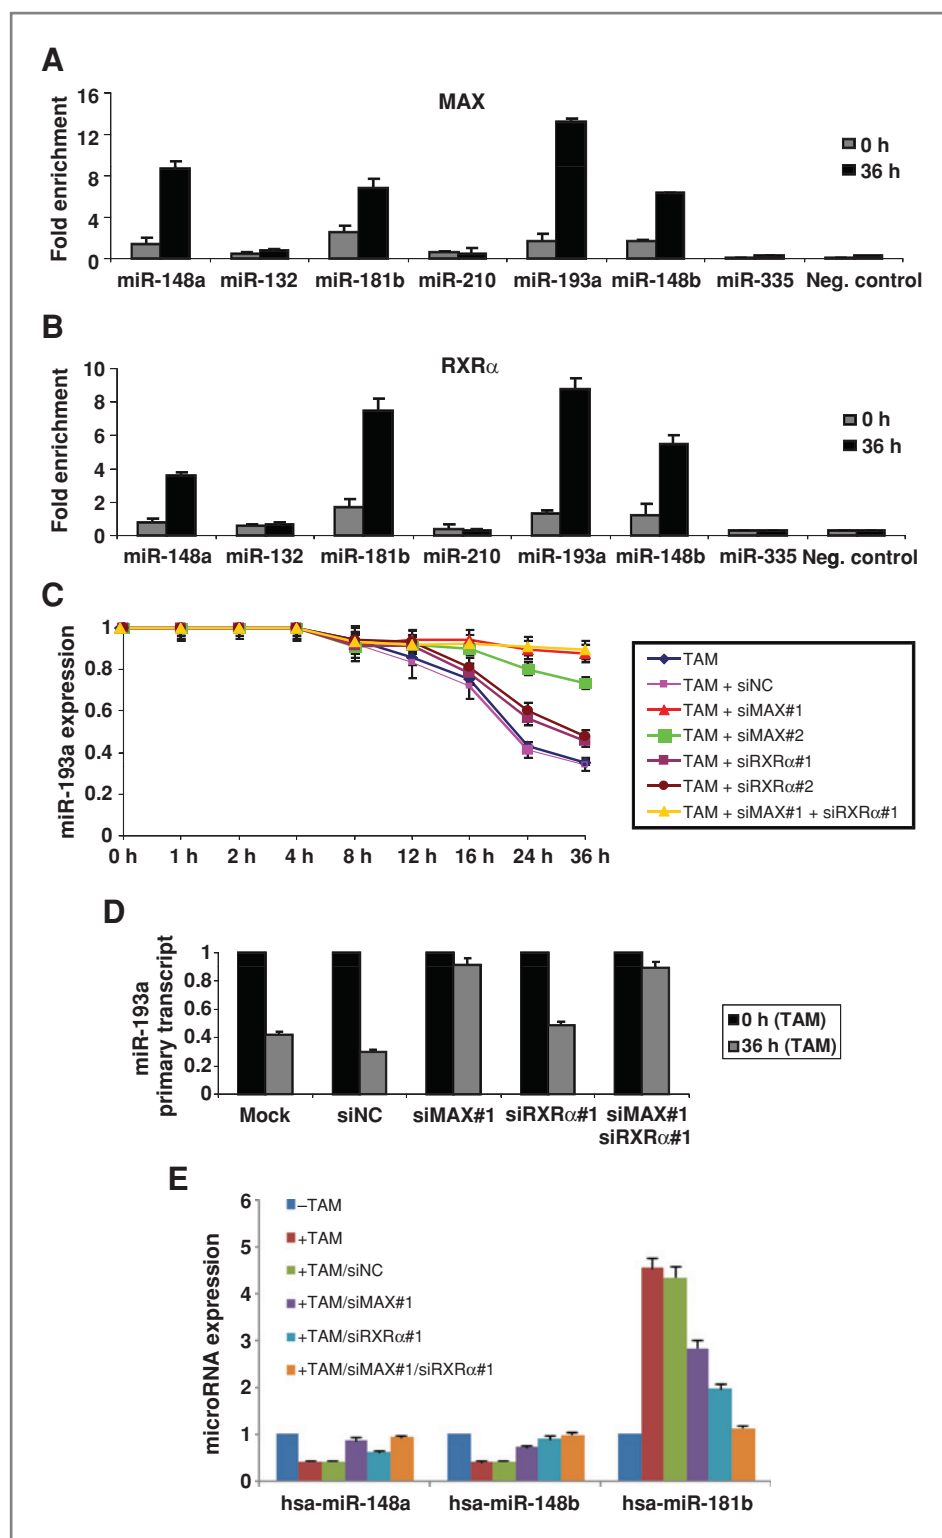 A
MAX
Fold enrichment
16
12
8
4
0
0 h
36 h
miR-148a miR-132 miR-181b miR-210 miR-193a miR-148b miR-335 Neg. control
B
RXRα
Fold enrichment
10
8
6
4
2
0
0 h
36 h
miR-148a miR-132 miR-181b miR-210 miR-193a miR-148b miR-335 Neg. control
C
miR-193a expression
1
0.8
0.6
0.4
0.2
0
0 h 1 h 2 h 4 h 8 h 12 h 16 h 24 h 36 h
TAM
TAM + siNC
TAM + siMAX#1
TAM + siMAX#2
TAM + siRXRα#1
TAM + siRXRα#2
TAM + siMAX#1 + siRXRα#1
D
miR-193a
primary transcript
1
0.8
0.6
0.4
0.2
0
0 h (TAM)
36 h (TAM)
Mock siNC siMAX#1 siRXRα#1 siMAX#1
siRXRα#1
E
microRNA expression
6
5
4
3
2
1
0
–TAM
+TAM
+TAM/siNC
+TAM/siMAX#1
+TAM/siRXRα#1
+TAM/siMAX#1/siRXRα#1
hsa-miR-148a hsa-miR-148b hsa-miR-181b